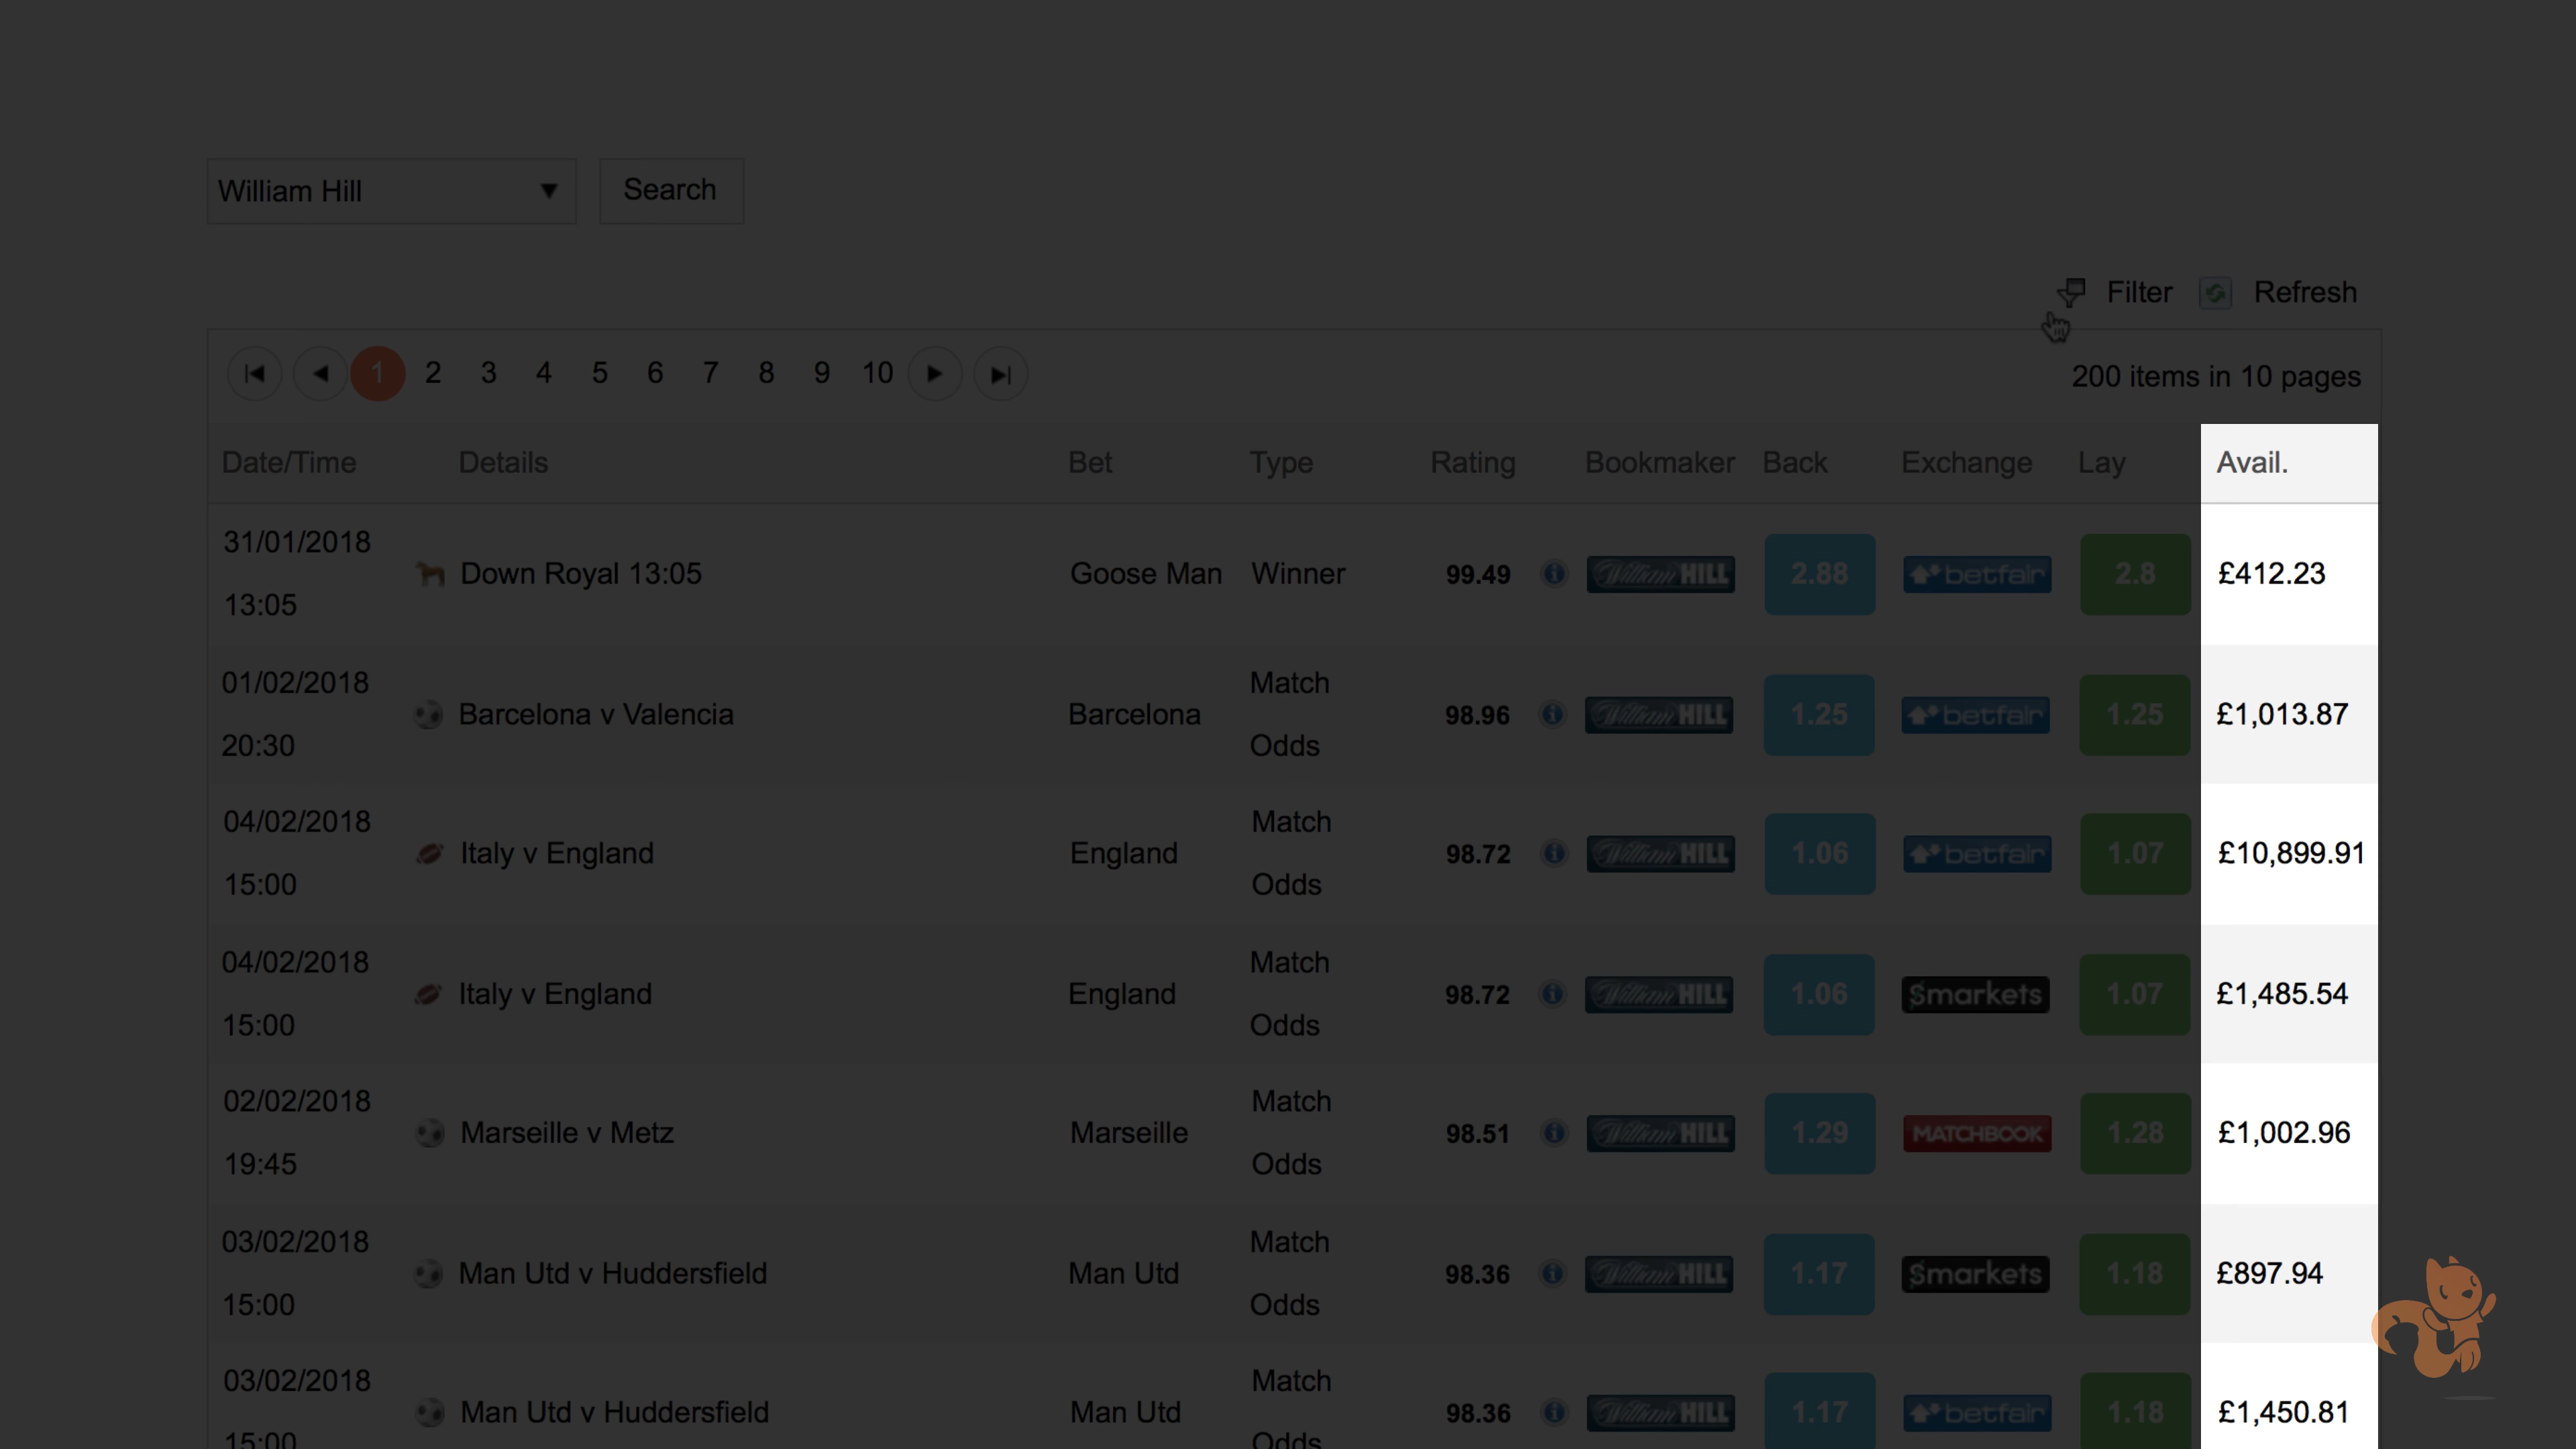 William Hill ▼ Search
Filter Refresh
1 2 3 4 5 6 7 8 9 10
200 items in 10 pages
Date/Time Details Bet Type Rating Bookmaker Back Exchange Lay Avail.
31/01/2018
13:05
Down Royal 13:05 Goose Man Winner 99.49 William HILL 2.88 betfair 2.8 £412.23
01/02/2018
20:30
Barcelona v Valencia Barcelona Match
Odds
98.96 William HILL 1.25 betfair 1.25 £1,013.87
04/02/2018
15:00
Italy v England England Match
Odds
98.72 William HILL 1.06 betfair 1.07 £10,899.91
04/02/2018
15:00
Italy v England England Match
Odds
98.72 William HILL 1.06 Smarkets 1.07 £1,485.54
02/02/2018
19:45
Marseille v Metz Marseille Match
Odds
98.51 William HILL 1.29 MATCHBOOK 1.28 £1,002.96
03/02/2018
15:00
Man Utd v Huddersfield Man Utd Match
Odds
98.36 William HILL 1.17 Smarkets 1.18 £897.94
03/02/2018
15:00
Man Utd v Huddersfield Man Utd Match
Odds
98.36 William HILL 1.17 betfair 1.18 £1,450.81